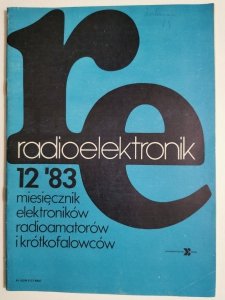 re
radioelektronik
12 '83
miesięcznik
elektroników
radioamatorów
i krótkofalowców